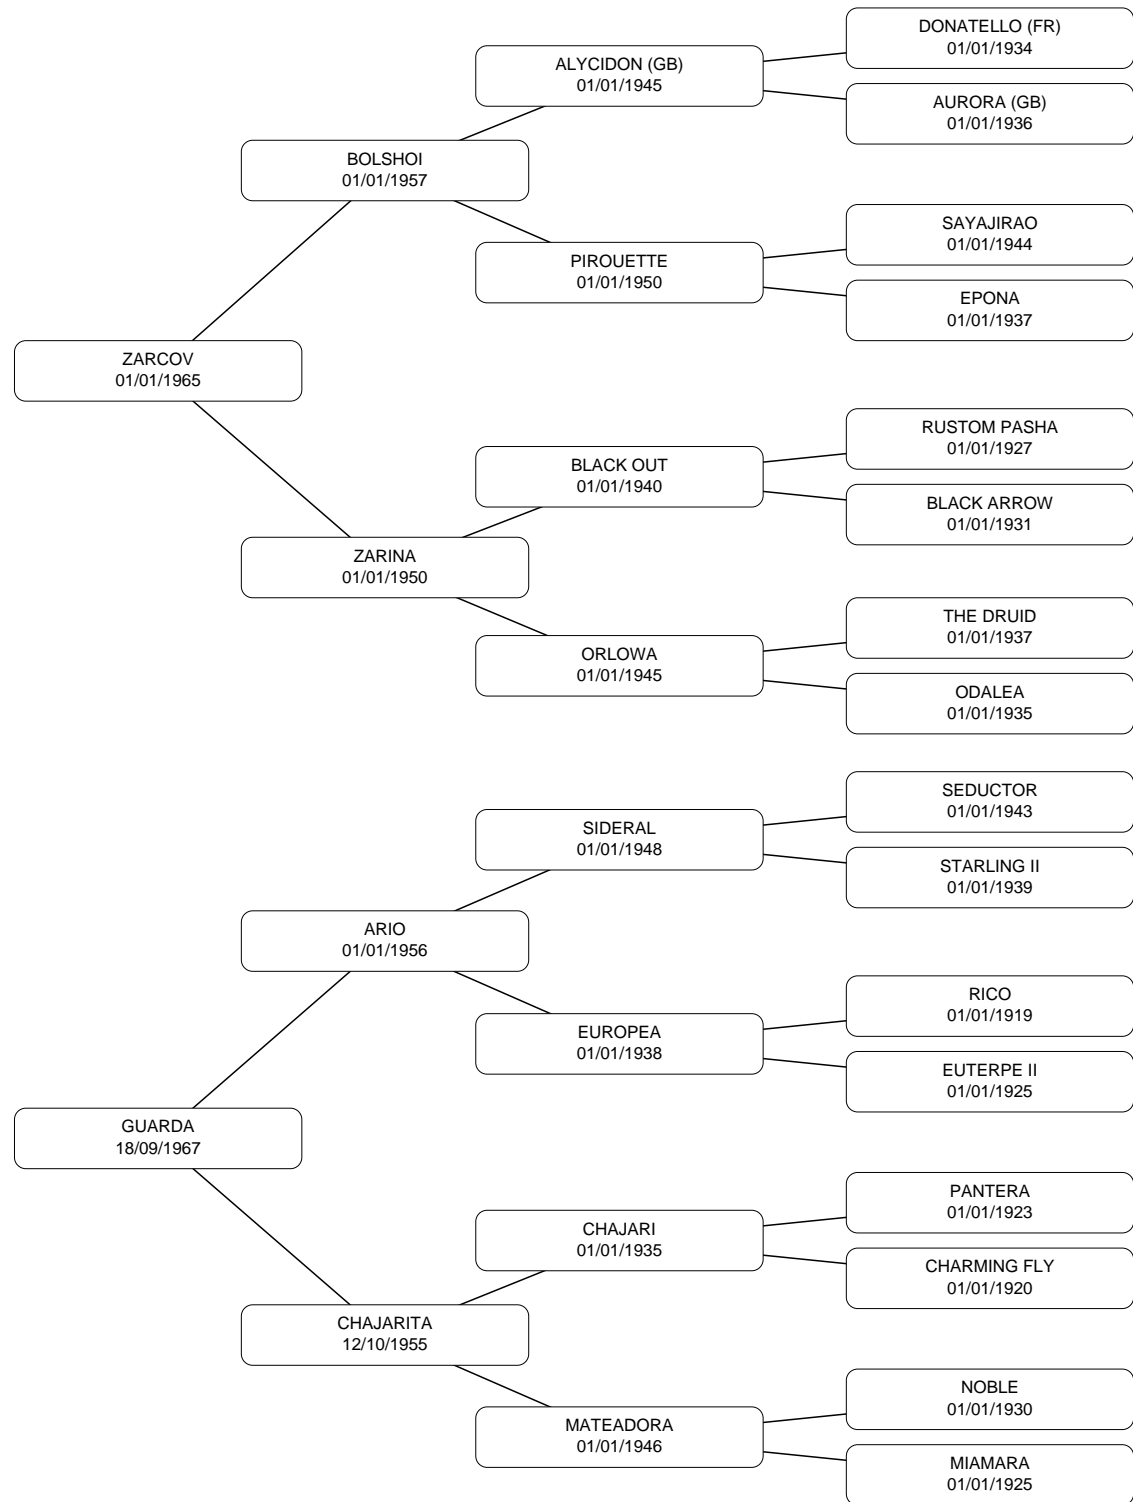 DONATELLO (FR)
01/01/1934
ALYCIDON (GB)
01/01/1945
AURORA (GB)
01/01/1936
BOLSHOI
01/01/1957
SAYAJIRAO
01/01/1944
PIROUETTE
01/01/1950
EPONA
01/01/1937
ZARCOV
01/01/1965
RUSTOM PASHA
01/01/1927
BLACK OUT
01/01/1940
BLACK ARROW
01/01/1931
ZARINA
01/01/1950
THE DRUID
01/01/1937
ORLOWA
01/01/1945
ODALEA
01/01/1935
SEDUCTOR
01/01/1943
SIDERAL
01/01/1948
STARLING II
01/01/1939
ARIO
01/01/1956
RICO
01/01/1919
EUROPEA
01/01/1938
EUTERPE II
01/01/1925
GUARDA
18/09/1967
PANTERA
01/01/1923
CHAJARI
01/01/1935
CHARMING FLY
01/01/1920
CHAJARITA
12/10/1955
NOBLE
01/01/1930
MATEADORA
01/01/1946
MIAMARA
01/01/1925